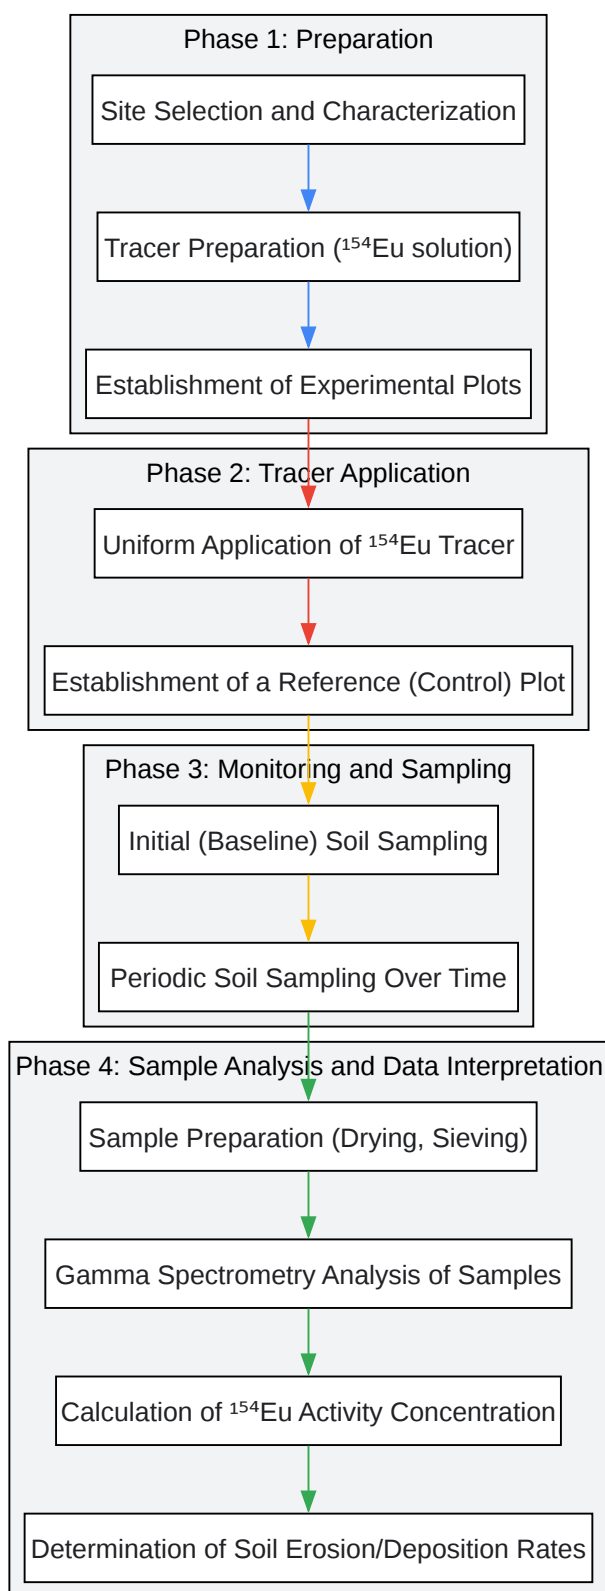 Phase 1: Preparation
Site Selection and Characterization
Tracer Preparation (¹⁵⁴Eu solution)
Establishment of Experimental Plots
Phase 2: Tracer Application
Uniform Application of ¹⁵⁴Eu Tracer
Establishment of a Reference (Control) Plot
Phase 3: Monitoring and Sampling
Initial (Baseline) Soil Sampling
Periodic Soil Sampling Over Time
Phase 4: Sample Analysis and Data Interpretation
Sample Preparation (Drying, Sieving)
Gamma Spectrometry Analysis of Samples
Calculation of ¹⁵⁴Eu Activity Concentration
Determination of Soil Erosion/Deposition Rates